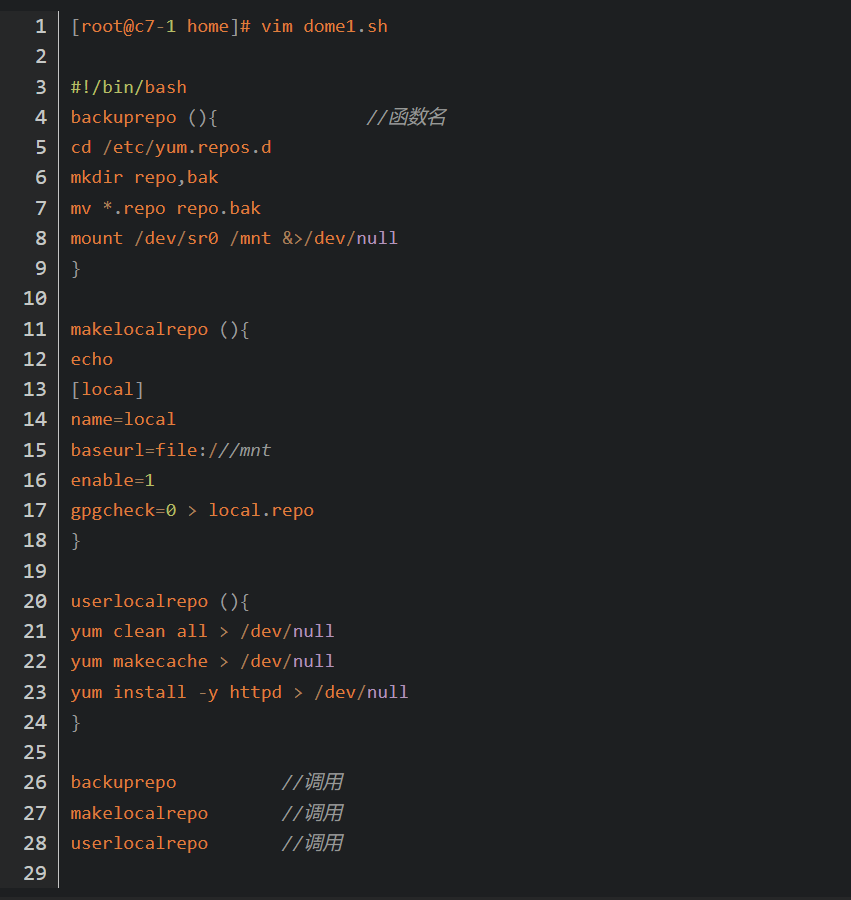 1 [root@c7-1 home]# vim dome1.sh
2
3 #!/bin/bash
4 backuprepo (){ //函数名
5 cd /etc/yum.repos.d
6 mkdir repo,bak
7 mv *.repo repo.bak
8 mount /dev/sr0 /mnt &>/dev/null
9 }
10
11 makelocalrepo (){
12 echo
13 [local]
14 name=local
15 baseurl=file:///mnt
16 enable=1
17 gpgcheck=0 > local.repo
18 }
19
20 userlocalrepo (){
21 yum clean all > /dev/null
22 yum makecache > /dev/null
23 yum install -y httpd > /dev/null
24 }
25
26 backuprepo //调用
27 makelocalrepo //调用
28 userlocalrepo //调用
29